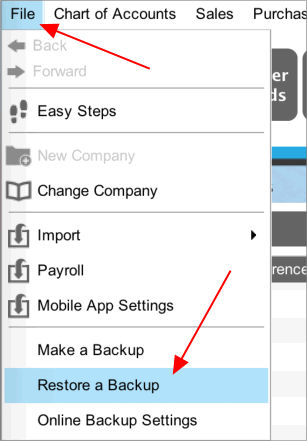 File Chart of Accounts Sales Purchas
Back
Forward
er
ds
Easy Steps
New Company
Change Company
s
Import
Payroll
rence
Mobile App Settings
Make a Backup
Restore a Backup
Online Backup Settings